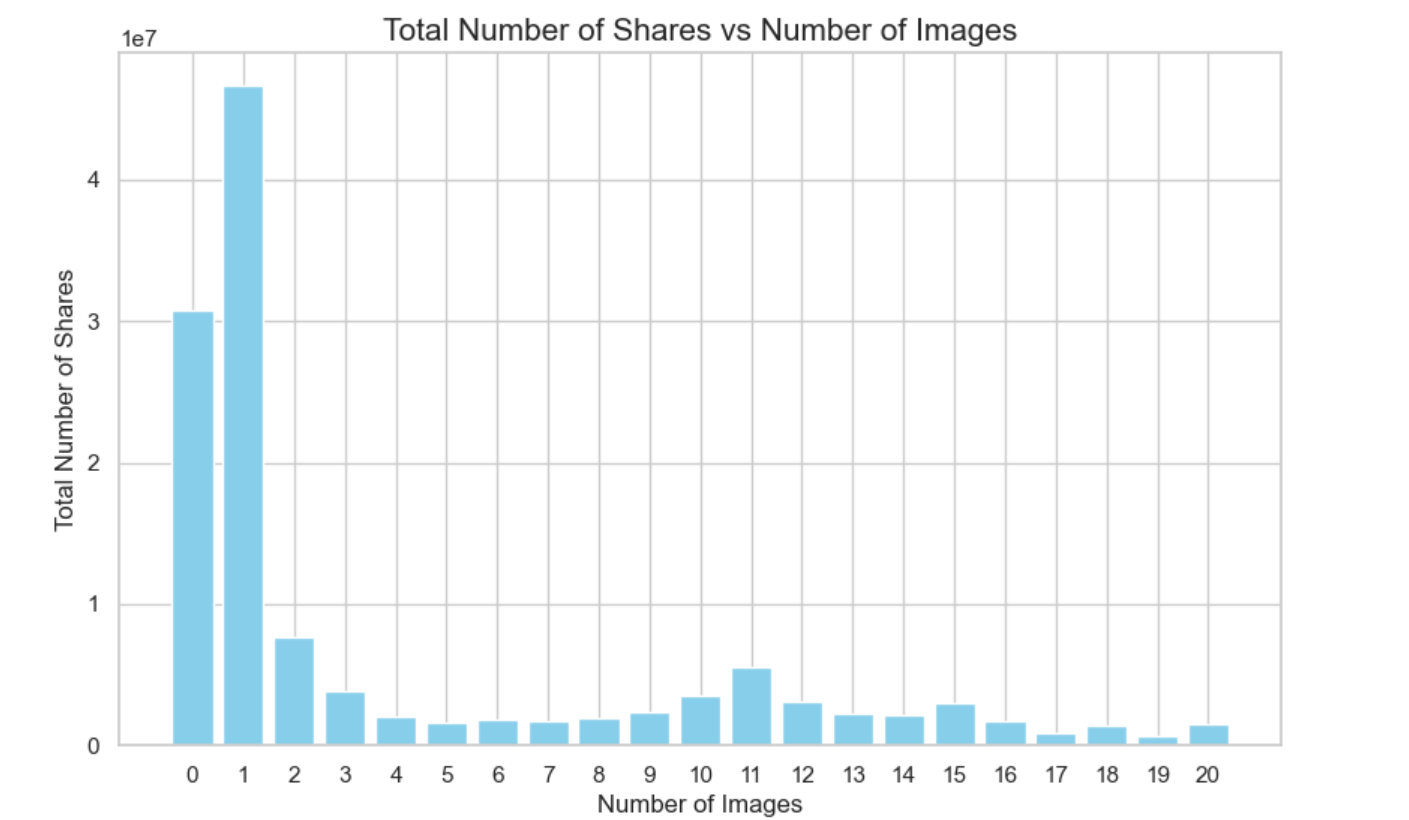 Total Number of Shares vs Number of Images
1e7
4
3
2
1
0
Total Number of Shares
0 1 2 3 4 5 6 7 8 9 10 11 12 13 14 15 16 17 18 19 20
Number of Images